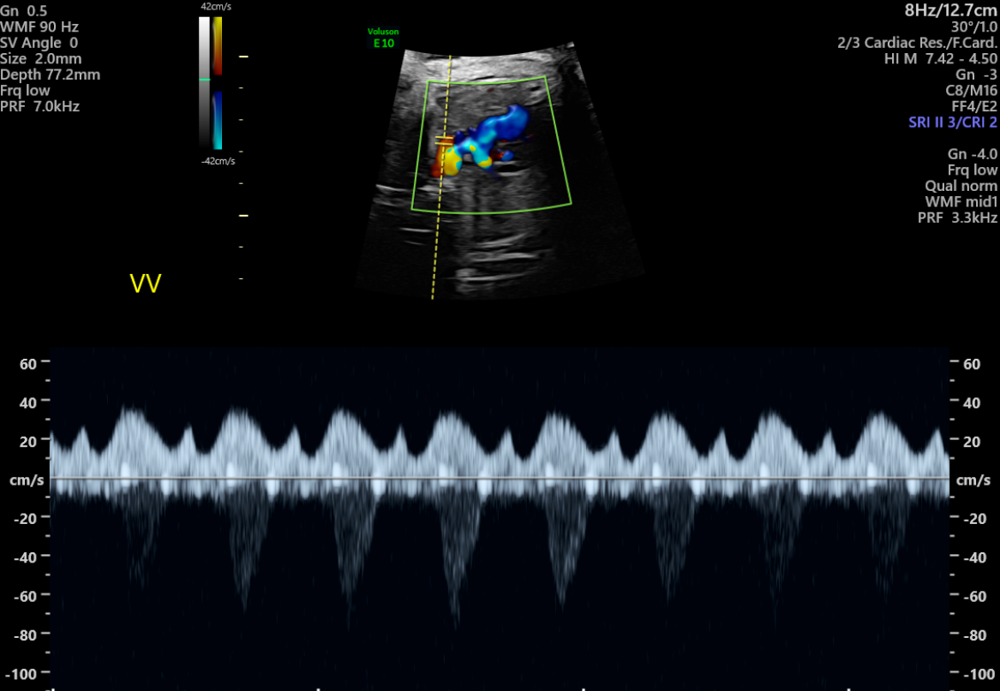 Gn 0.5
WMF 90 Hz
SV Angle 0
Size 2.0mm
Depth 77.2mm
Frq low
PRF 7.0kHz
42cm/s
-42cm/s
Voluson
E10
8Hz/12.7cm
30°/1.0
2/3 Cardiac Res./F.Card.
HI M 7.42 - 4.50
Gn -3
C8/M16
FF4/E2
SRI II 3/CRI 2
Gn -4.0
Frq low
Qual norm
WMF mid1
PRF 3.3kHz
VV
60 60
40 40
20 20
cm/s cm/s
-20 -20
-40 -40
-60 -60
-80 -80
-100 -100